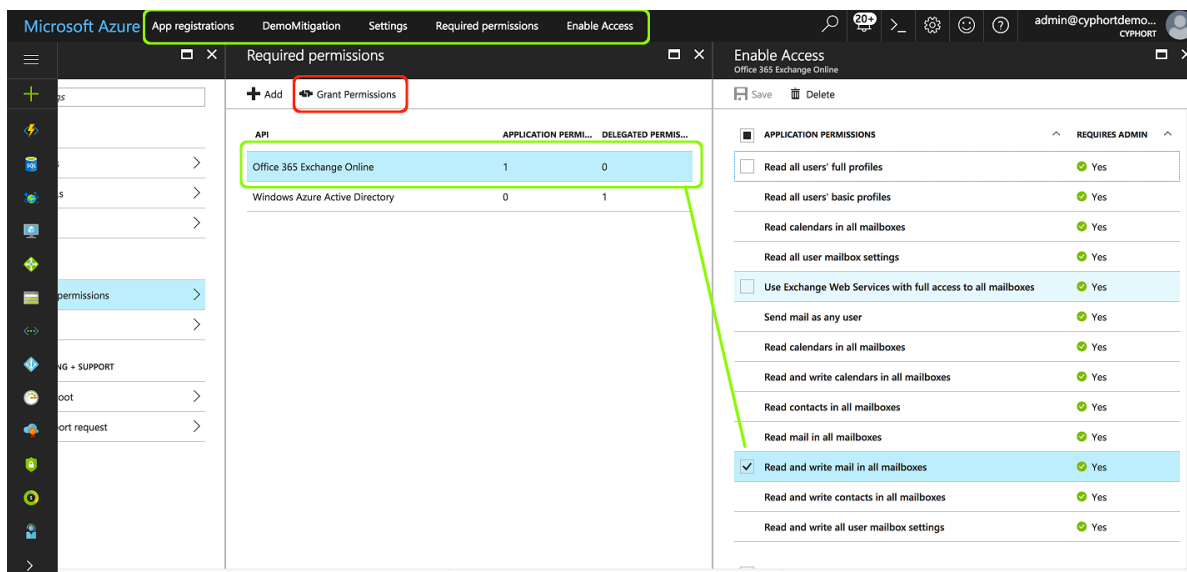 Microsoft Azure App registrations DemoMitigation Settings Required permissions Enable Access 20+ >_ ? admin@cyphortdemo...
CYPHORT
Required permissions
Enable Access
Office 365 Exchange Online
gs
Add Grant Permissions
Save Delete
API APPLICATION PERMI... DELEGATED PERMIS...
Office 365 Exchange Online 1 0
Windows Azure Active Directory 0 1
s
permissions
NG + SUPPORT
oot
ort request
APPLICATION PERMISSIONS REQUIRES ADMIN
Read all users' full profiles Yes
Read all users' basic profiles Yes
Read calendars in all mailboxes Yes
Read all user mailbox settings Yes
Use Exchange Web Services with full access to all mailboxes Yes
Send mail as any user Yes
Read calendars in all mailboxes Yes
Read and write calendars in all mailboxes Yes
Read contacts in all mailboxes Yes
Read mail in all mailboxes Yes
Read and write mail in all mailboxes Yes
Read and write contacts in all mailboxes Yes
Read and write all user mailbox settings Yes